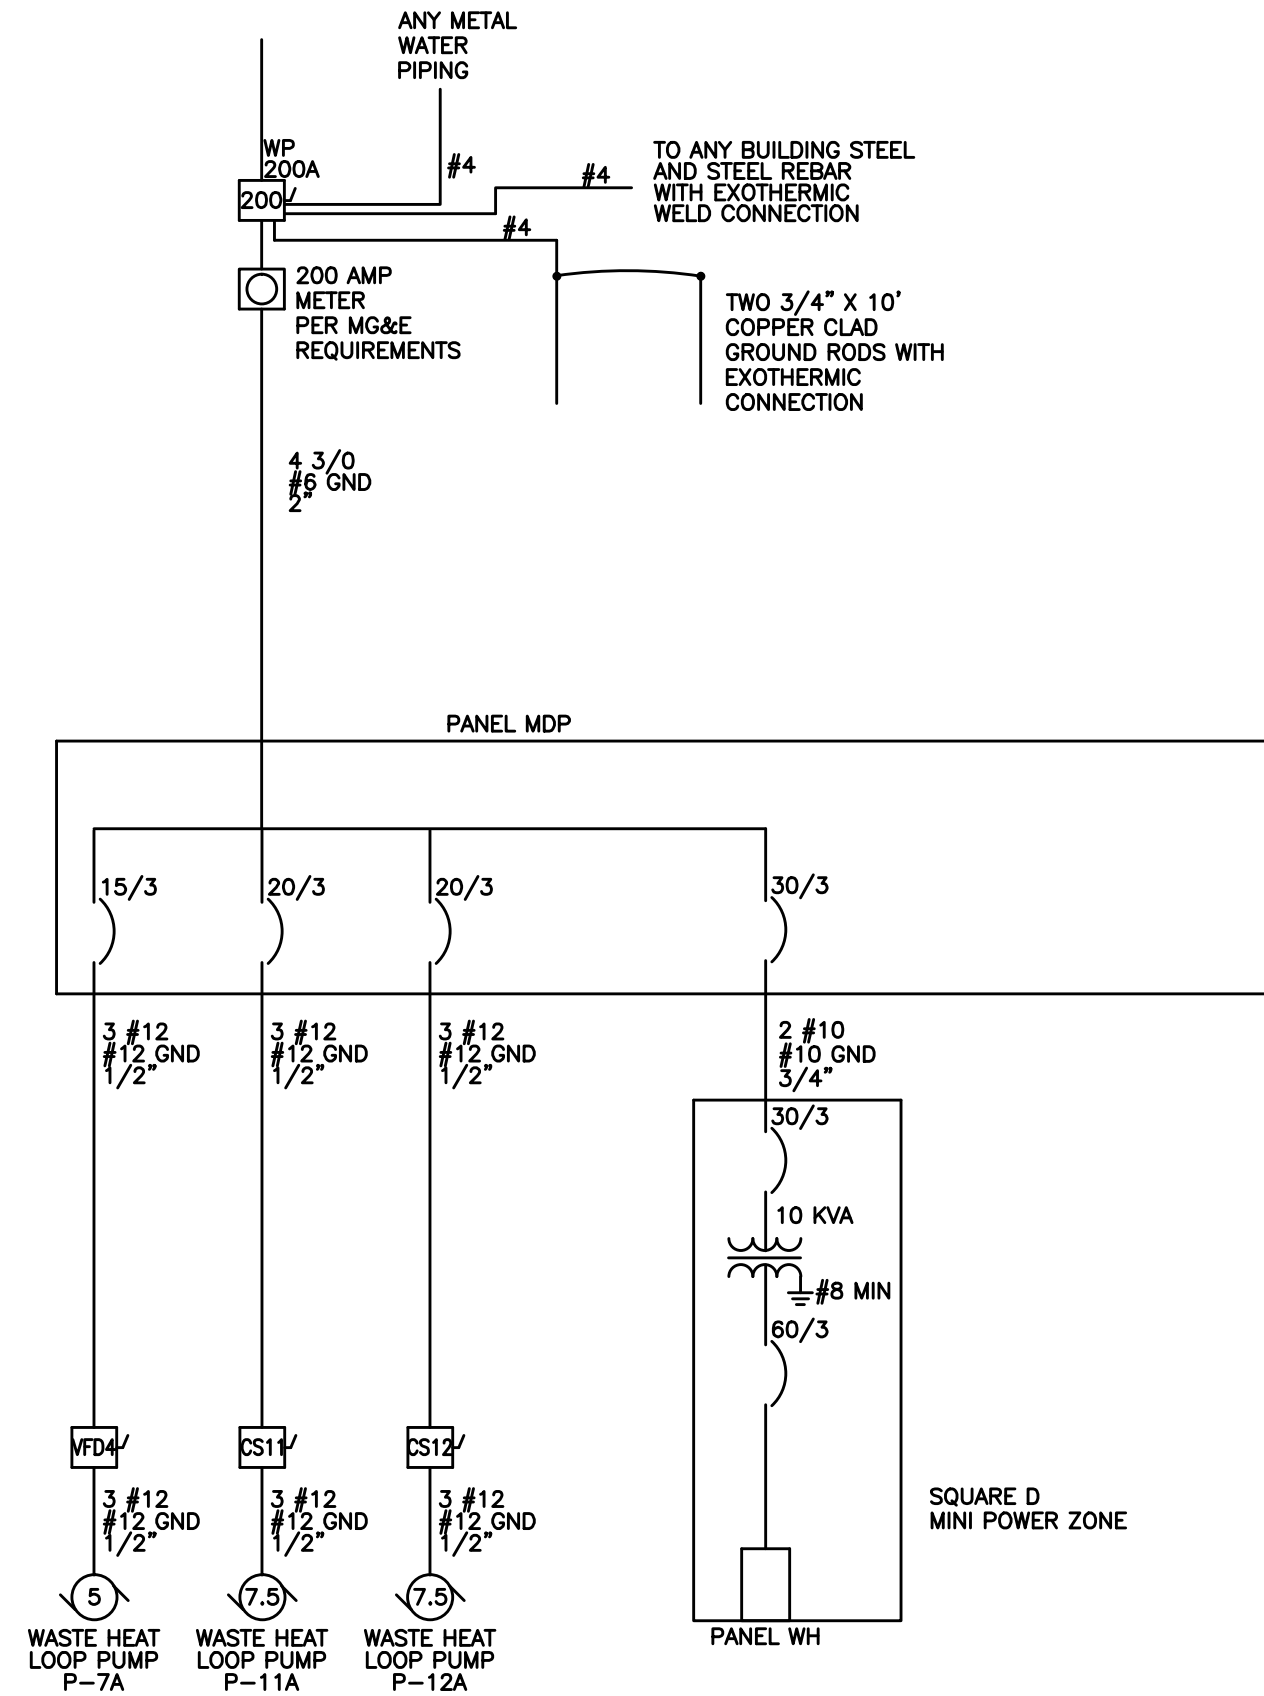 ANY METAL
WATER
PIPING
WP
200A
200
#4
#4
TO ANY BUILDING STEEL
AND STEEL REBAR
WITH EXOTHERMIC
WELD CONNECTION
#4
200 AMP
METER
PER MG&E
REQUIREMENTS
TWO 3/4" X 10'
COPPER CLAD
GROUND RODS WITH
EXOTHERMIC
CONNECTION
4 3/0
#6 GND
2"
PANEL MDP
15/3
20/3
20/3
30/3
3 #12
#12 GND
1/2"
3 #12
#12 GND
1/2"
3 #12
#12 GND
1/2"
2 #10
#10 GND
3/4"
30/3
10 KVA
#8 MIN
60/3
VFD4
CS11
CS12
3 #12
#12 GND
1/2"
3 #12
#12 GND
1/2"
3 #12
#12 GND
1/2"
SQUARE D
MINI POWER ZONE
5
7.5
7.5
WASTE HEAT
LOOP PUMP
P-7A
WASTE HEAT
LOOP PUMP
P-11A
WASTE HEAT
LOOP PUMP
P-12A
PANEL WH